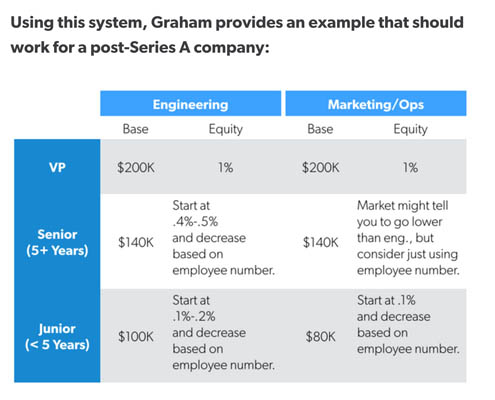 Using this system, Graham provides an example that should
work for a post-Series A company:
Engineering
Marketing/Ops
Base
Equity
Base
Equity
VP
$200K
1%
$200K
1%
Senior
(5+ Years)
$140K
Start at
.4%-.5%
and decrease
based on
employee number.
$140K
Market might tell
you to go lower
than eng., but
consider just using
employee number.
Junior
(< 5 Years)
$100K
Start at
.1%-.2%
and decrease
based on
employee number.
$80K
Start at .1%
and decrease
based on
employee number.